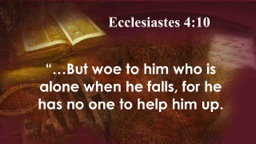 Ecclesiastes 4:10
“…But woe to him who is
alone when he falls, for he
has no one to help him up.